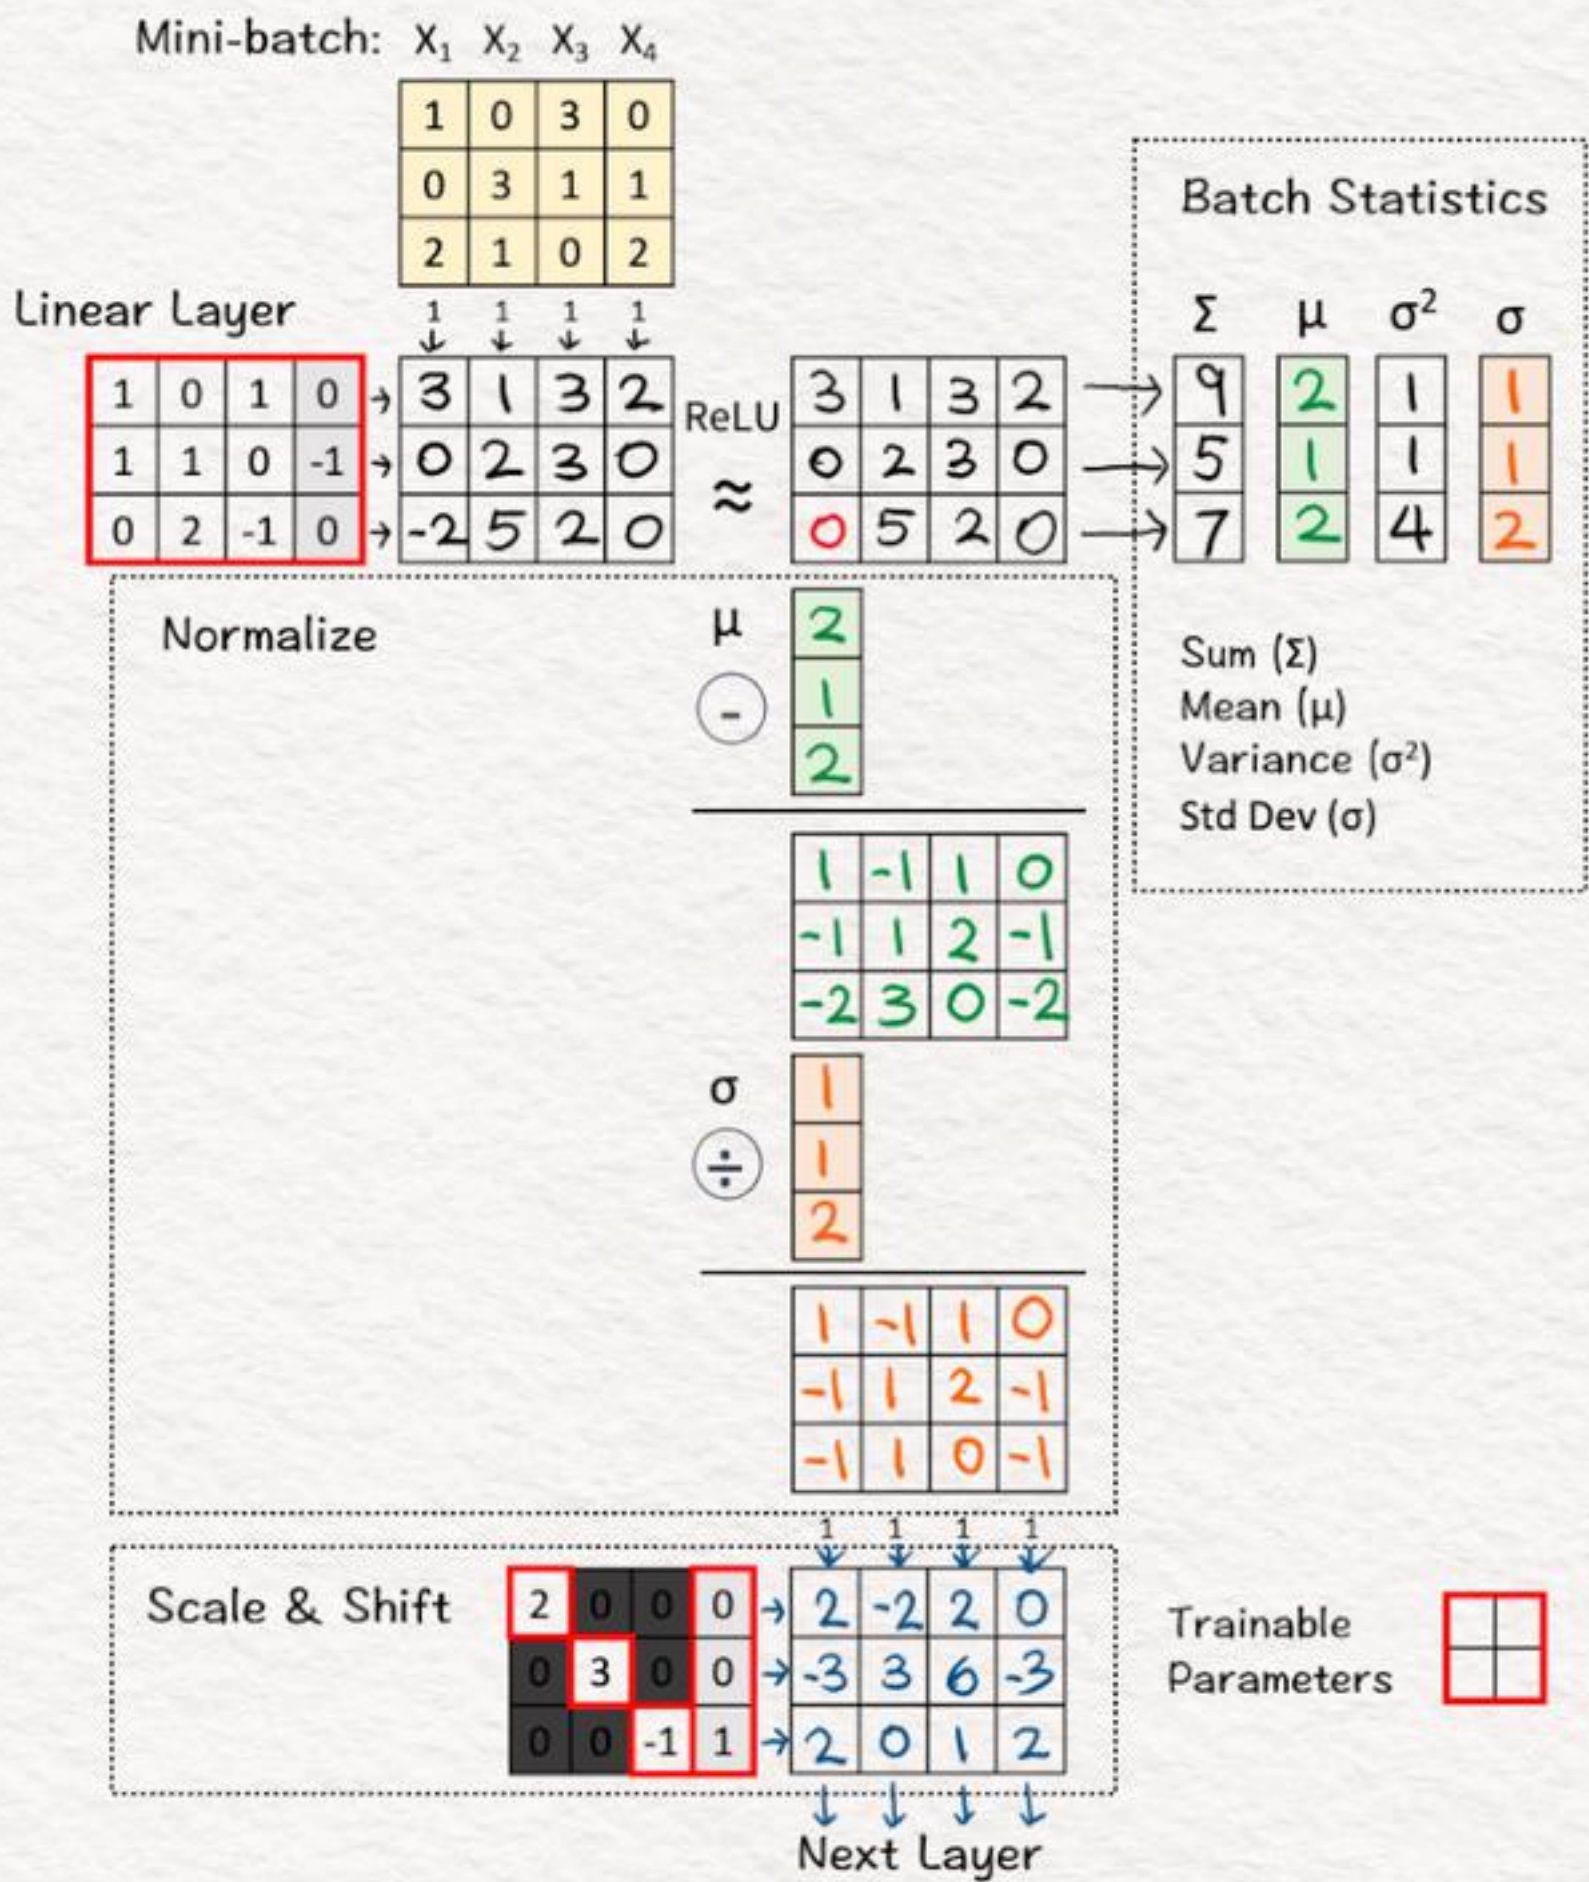 Mini-batch: X₁ X₂ X₃ X₄
1 0 3 0
0 3 1 1
2 1 0 2
Batch Statistics
Linear Layer
1 1 1 1
↓ ↓ ↓ ↓
Σ μ σ² σ
1 0 1 0 → 3 1 3 2 ReLU 3 1 3 2 → 9 2 1 1
1 1 0 -1 → 0 2 3 0 ≈ 0 2 3 0 → 5 1 1 1
0 2 -1 0 → -2 5 2 0 0 5 2 0 → 7 2 4 2
Normalize
μ 2
- 1
2
Sum (Σ)
Mean (μ)
Variance (σ²)
Std Dev (σ)
1 -1 1 0
-1 1 2 -1
-2 3 0 -2
σ 1
÷ 1
2
1 -1 1 0
-1 1 2 -1
-1 1 0 -1
1 1 1 1
↓ ↓ ↓ ↓
Scale & Shift
2 0 0 0 → 2 -2 2 0
0 3 0 0 → -3 3 6 -3
0 0 -1 1 → 2 0 1 2
↓ ↓ ↓ ↓
Next Layer
Trainable
Parameters